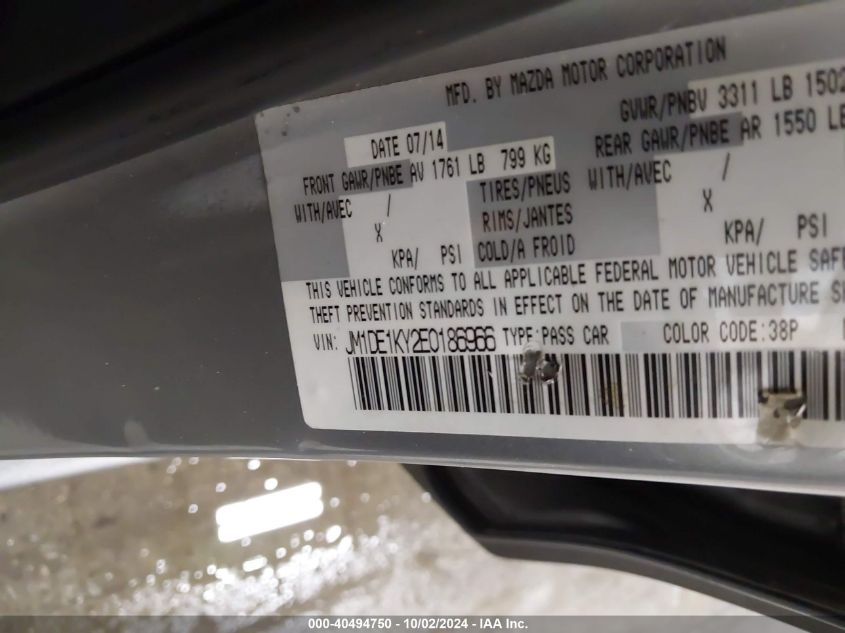 MFD. BY MAZDA MOTOR CORPORATION
DATE 07/14
GVWR/PNBV 3311 LB 1502
FRONT GAWR/PNBE AV 1761 LB 799 KG
REAR GAWR/PNBE AR 1550 LB
WITH/AVEC / TIRES/PNEUS WITH/AVEC /
X RIMS/JANTES X
KPA/ PSI COLD/A FROID KPA/ PSI
THIS VEHICLE CONFORMS TO ALL APPLICABLE FEDERAL MOTOR VEHICLE SAFE
THEFT PREVENTION STANDARDS IN EFFECT ON THE DATE OF MANUFACTURE
VIN: JM1DE1KY2E0186966 TYPE:PASS CAR COLOR CODE:38P
000-40494750 - 10/02/2024 - IAA Inc.